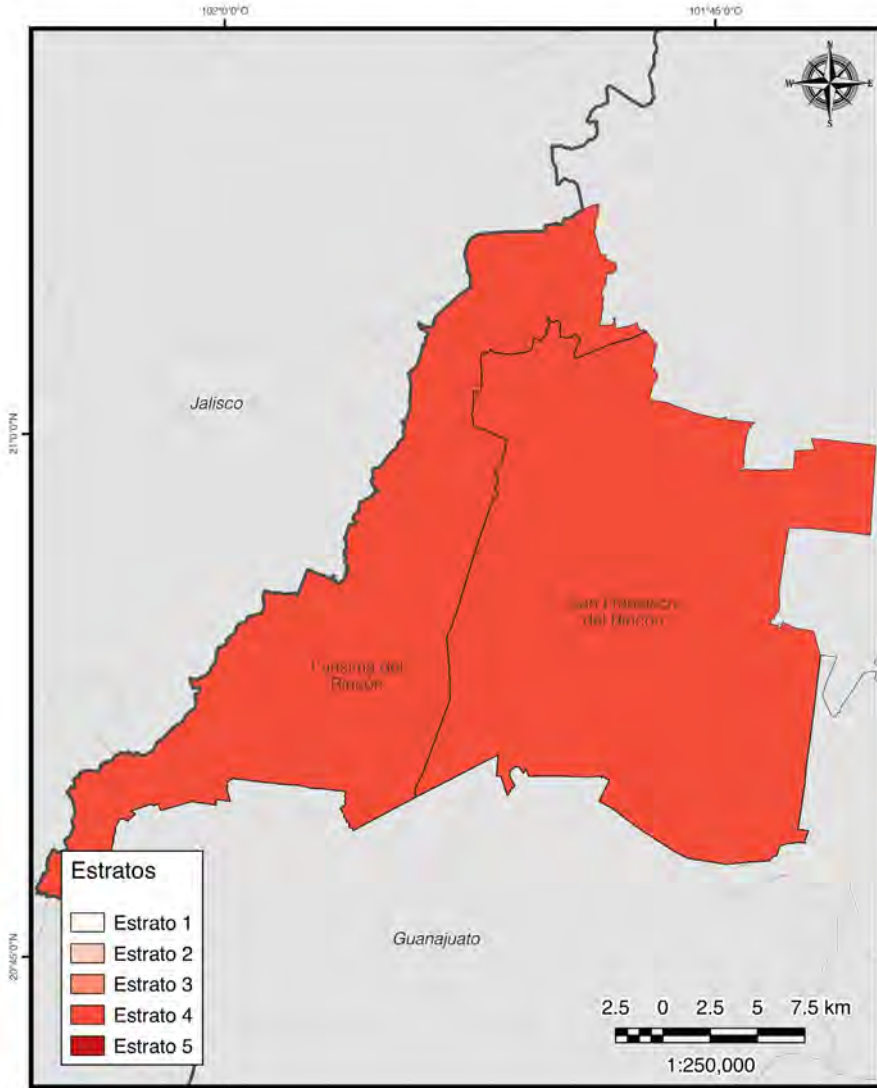 102°0'0"O
101°45'0"O
N
W E
S
Jalisco
21°0'0"N
San Francisco
del Rincón
Purísima del
Rincón
20°45'0"N
Guanajuato
Estratos
Estrato 1
Estrato 2
Estrato 3
Estrato 4
Estrato 5
2.5 0 2.5 5 7.5 km
1:250,000